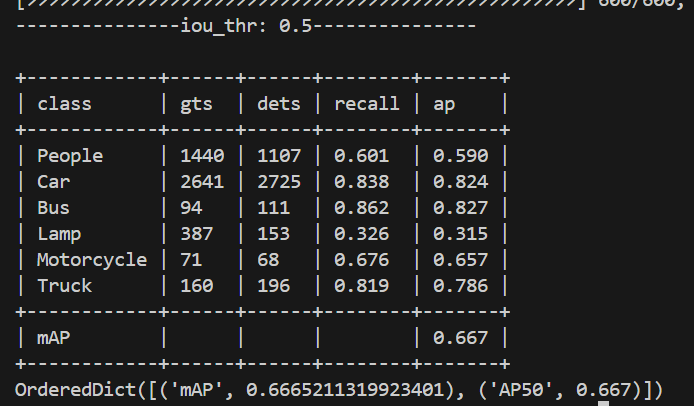 [>>>>>>>>>>>>>>>>>>>>>>>>>>>>>>>>>>>>>>>>>>>>>>>>>>] 600/600,
---------------iou_thr: 0.5---------------
+------------+------+------+--------+-------+
| class | gts | dets | recall | ap |
+------------+------+------+--------+-------+
| People | 1440 | 1107 | 0.601 | 0.590 |
| Car | 2641 | 2725 | 0.838 | 0.824 |
| Bus | 94 | 111 | 0.862 | 0.827 |
| Lamp | 387 | 153 | 0.326 | 0.315 |
| Motorcycle | 71 | 68 | 0.676 | 0.657 |
| Truck | 160 | 196 | 0.819 | 0.786 |
+------------+------+------+--------+-------+
| mAP | | | | 0.667 |
+------------+------+------+--------+-------+
OrderedDict([('mAP', 0.6665211319923401), ('AP50', 0.667)])